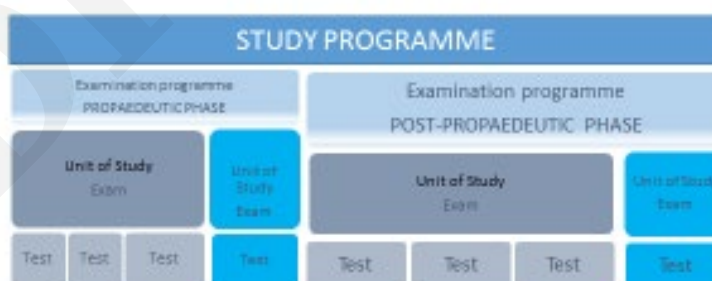 STUDY PROGRAMME
Examination programme
PROPAEDEUTIC PHASE
Examination programme
POST-PROPAEDEUTIC PHASE
Unit of Study
Exam
Unit of
Study
Exam
Unit of Study
Exam
Unit of Study
Exam
Test
Test
Test
Test
Test
Test
Test
Test